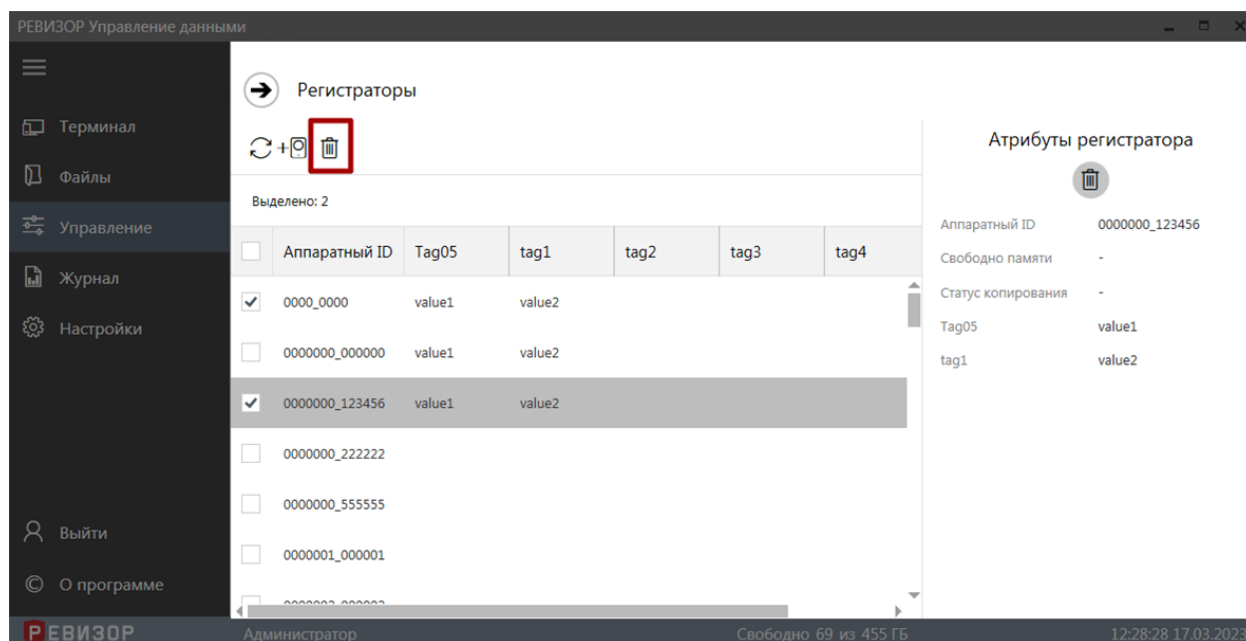 РЕВИЗОР Управление данными
Терминал
Файлы
Управление
Журнал
Настройки
Выйти
О программе
Регистраторы
Выделено: 2
Аппаратный ID Tag05 tag1 tag2 tag3 tag4
0000_0000 value1 value2
0000000_000000 value1 value2
0000000_123456 value1 value2
0000000_222222
0000000_555555
0000001_000001
Атрибуты регистратора
Аппаратный ID 0000000_123456
Свободно памяти -
Статус копирования -
Tag05 value1
tag1 value2
РЕВИЗОР Администратор Свободно 69 из 455 ГБ 12:28:28 17.03.2022